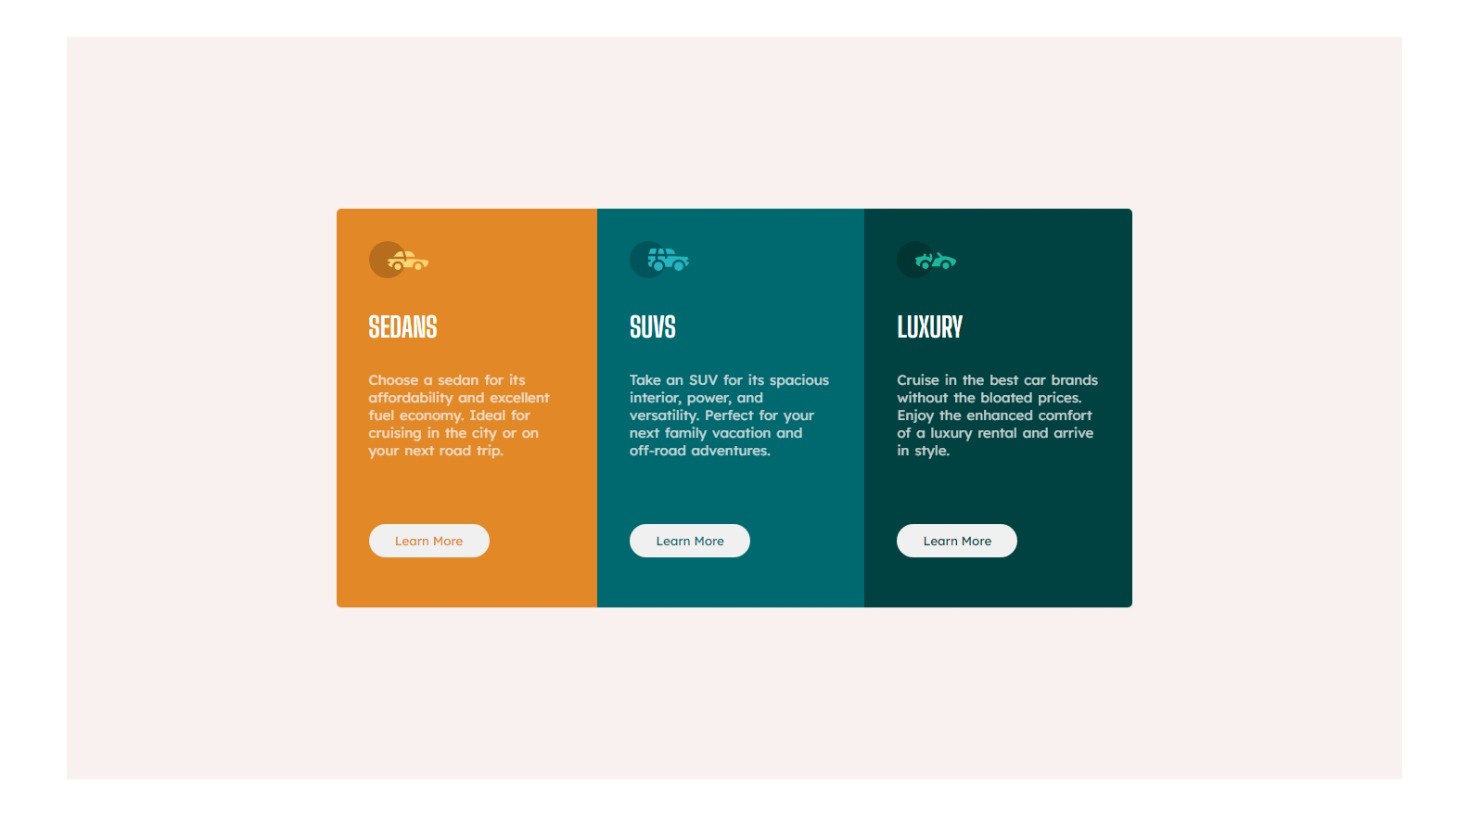 SEDANS
Choose a sedan for its
affordability and excellent
fuel economy. Ideal for
cruising in the city or on
your next road trip.
Learn More
SUVS
Take an SUV for its spacious
interior, power, and
versatility. Perfect for your
next family vacation and
off-road adventures.
Learn More
LUXURY
Cruise in the best car brands
without the bloated prices.
Enjoy the enhanced comfort
of a luxury rental and arrive
in style.
Learn More